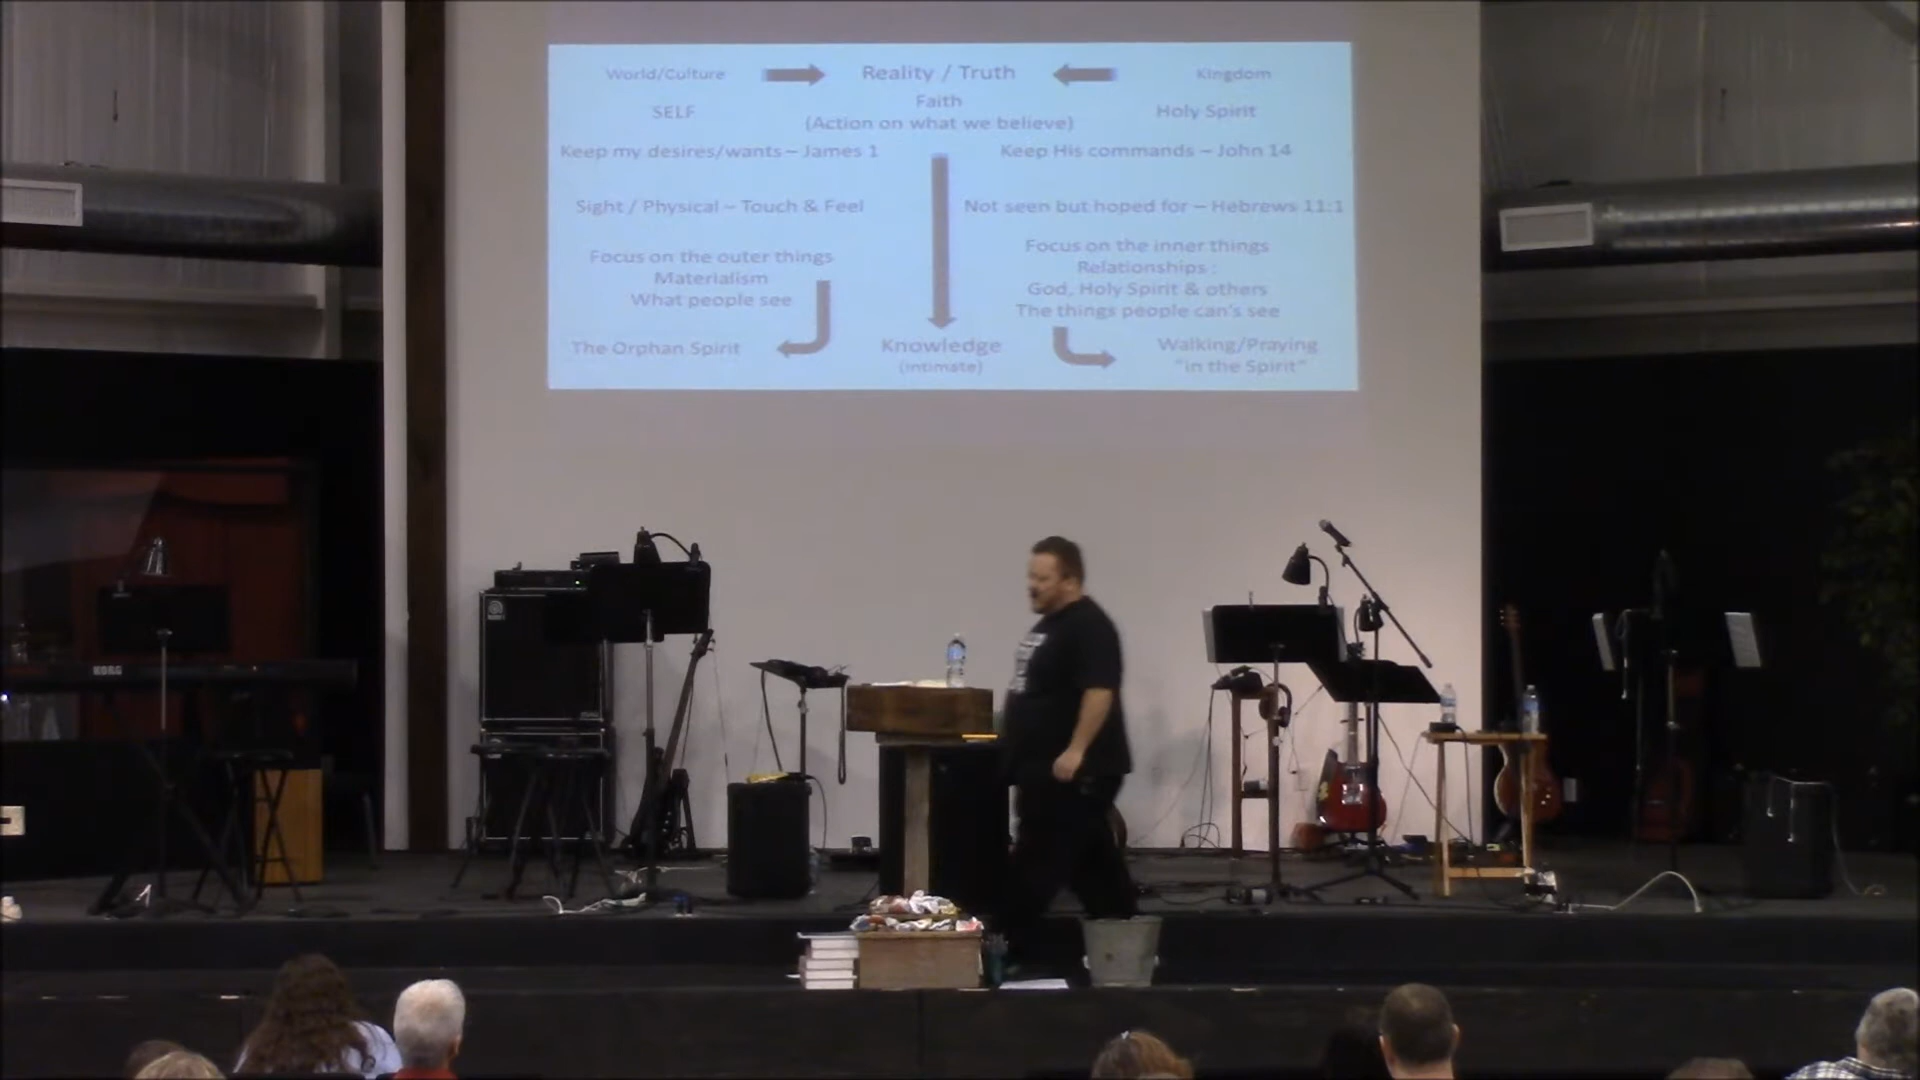 World/Culture
Reality / Truth
Kingdom
SELF
Faith
(Action on what we believe)
Holy Spirit
Keep my desires/wants – James 1
Keep His commands – John 14
Sight / Physical – Touch & Feel
Not seen but hoped for – Hebrews 11:1
Focus on the outer things
Materialism
What people see
Focus on the inner things
Relationships :
God, Holy Spirit & others
The things people can's see
The Orphan Spirit
Knowledge
(intimate)
Walking/Praying
"in the Spirit"
KORG